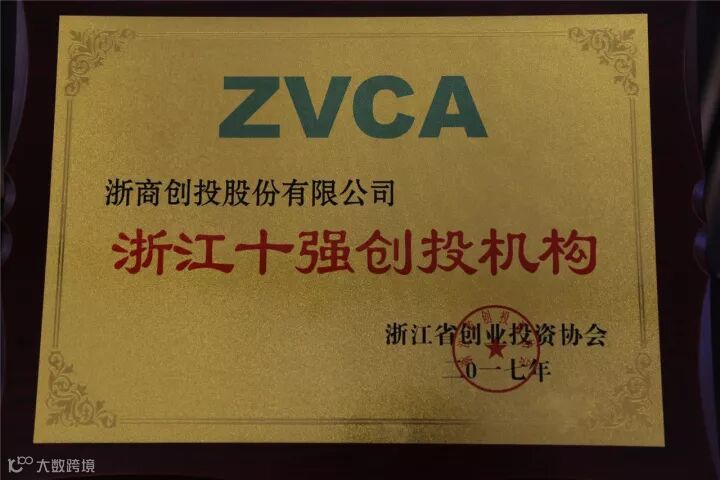 ZVCA
浙商创投股份有限公司
浙江十强创投机构
浙江省创业投资协会
二〇一七年
大数跨境